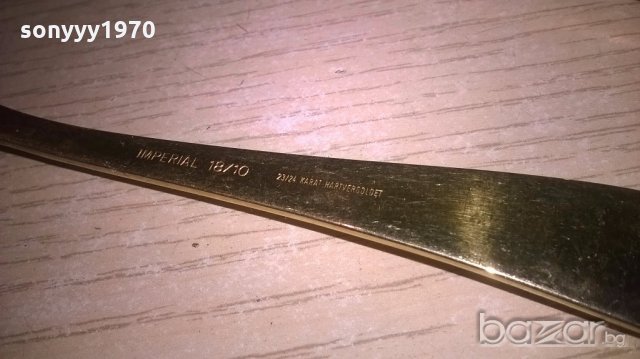 sonyyy1970
IMPERIAL 18/10
23/24 KARAT HARTVERGOLDET
bazar.bg